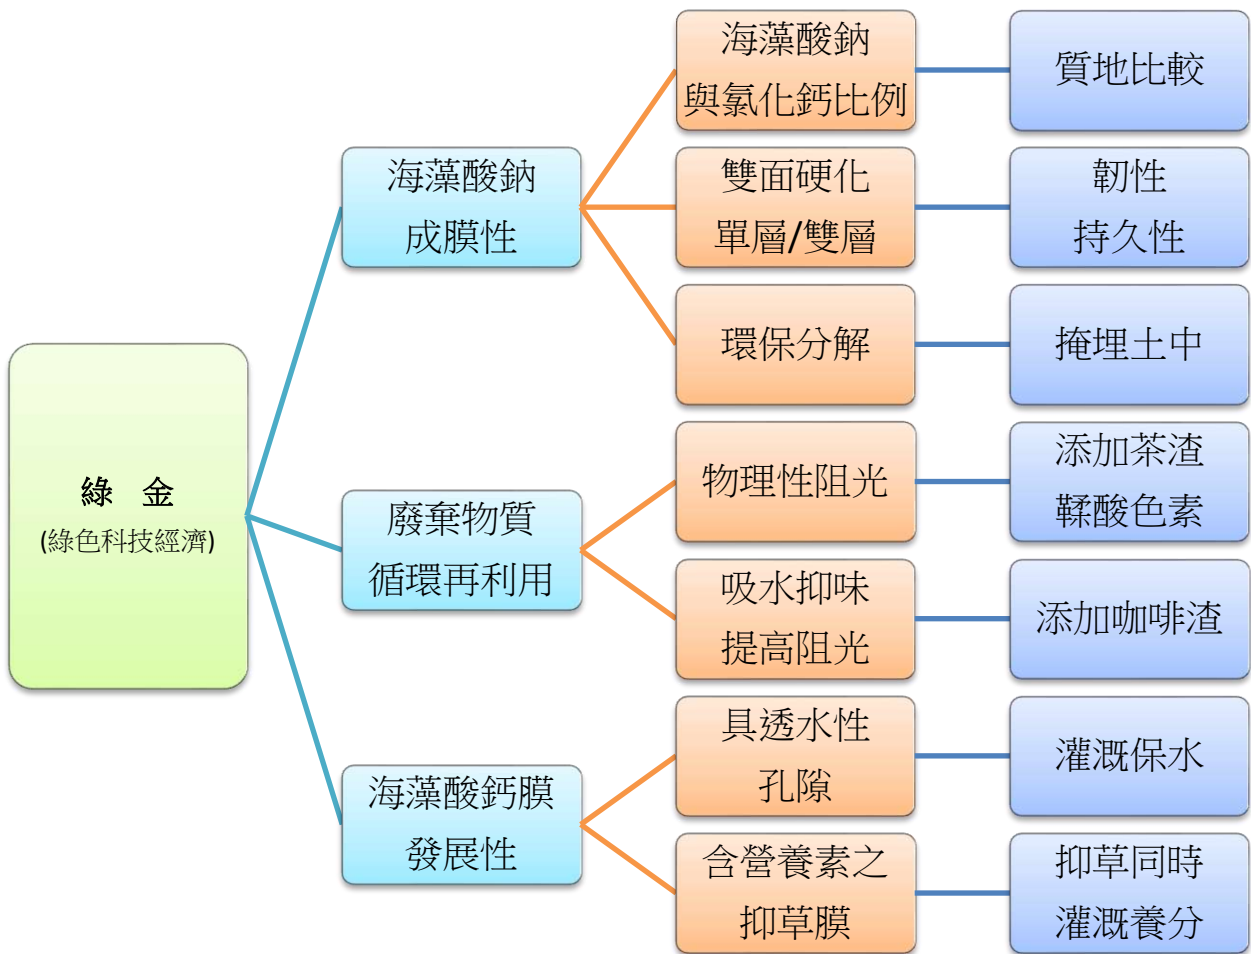 綠 金
(綠色科技經濟)
海藻酸鈉
成膜性
海藻酸鈉
與氯化鈣比例
質地比較
雙面硬化
單層/雙層
韌性
持久性
環保分解
掩埋土中
廢棄物質
循環再利用
物理性阻光
添加茶渣
鞣酸色素
吸水抑味
提高阻光
添加咖啡渣
海藻酸鈣膜
發展性
具透水性
孔隙
灌溉保水
含營養素之
抑草膜
抑草同時
灌溉養分